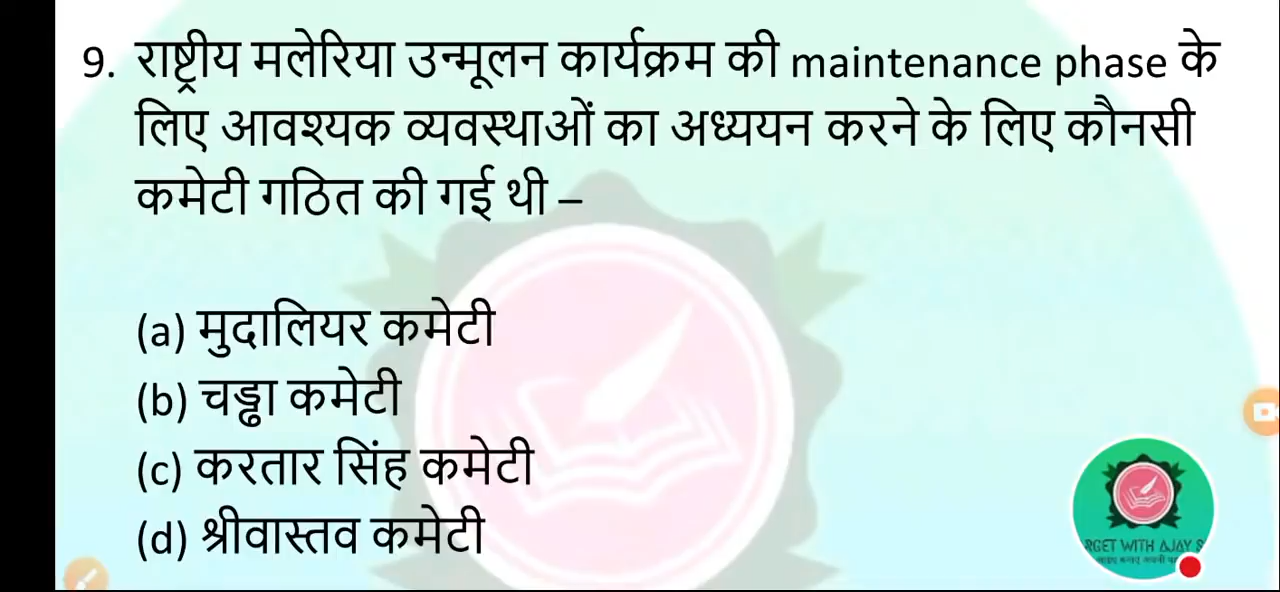 9. राष्ट्रीय मलेरिया उन्मूलन कार्यक्रम की maintenance phase के
लिए आवश्यक व्यवस्थाओं का अध्ययन करने के लिए कौनसी
कमेटी गठित की गई थी –
(a) मुदालियर कमेटी
(b) चड्ढा कमेटी
(c) करतार सिंह कमेटी
(d) श्रीवास्तव कमेटी
RGET WITH AJAY S